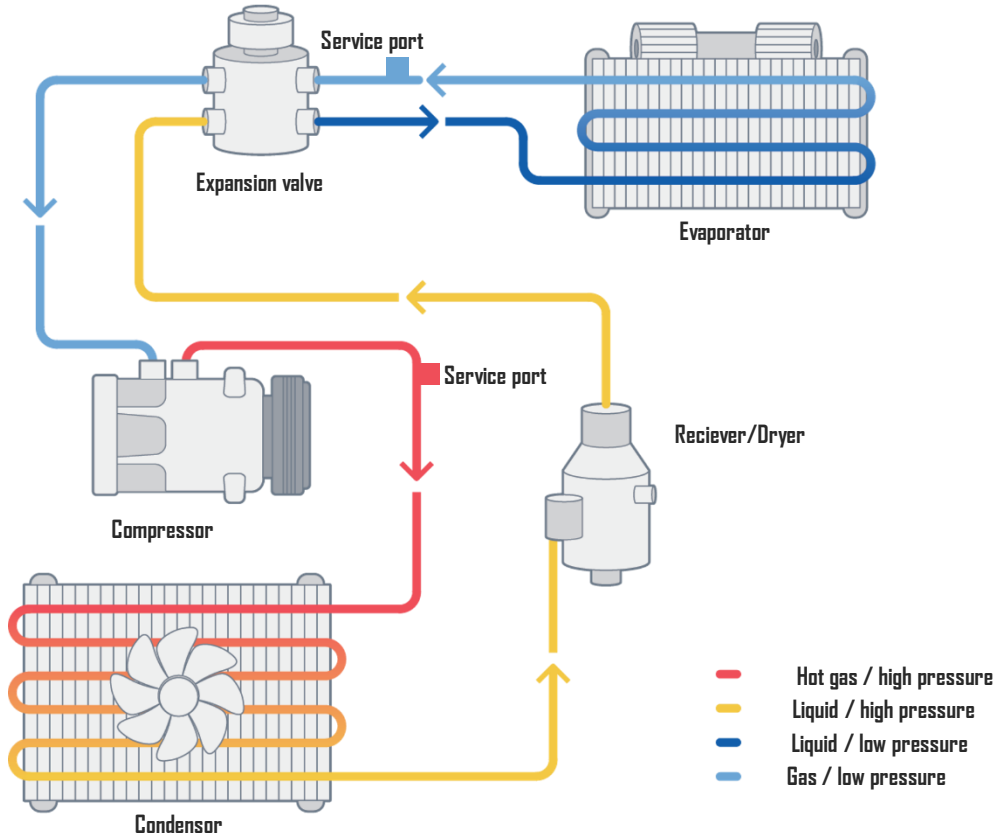 Service port
Expansion valve
Evaporator
Service port
Reciever/Dryer
Compressor
Hot gas / high pressure
Liquid / high pressure
Liquid / low pressure
Gas / low pressure
Condensor